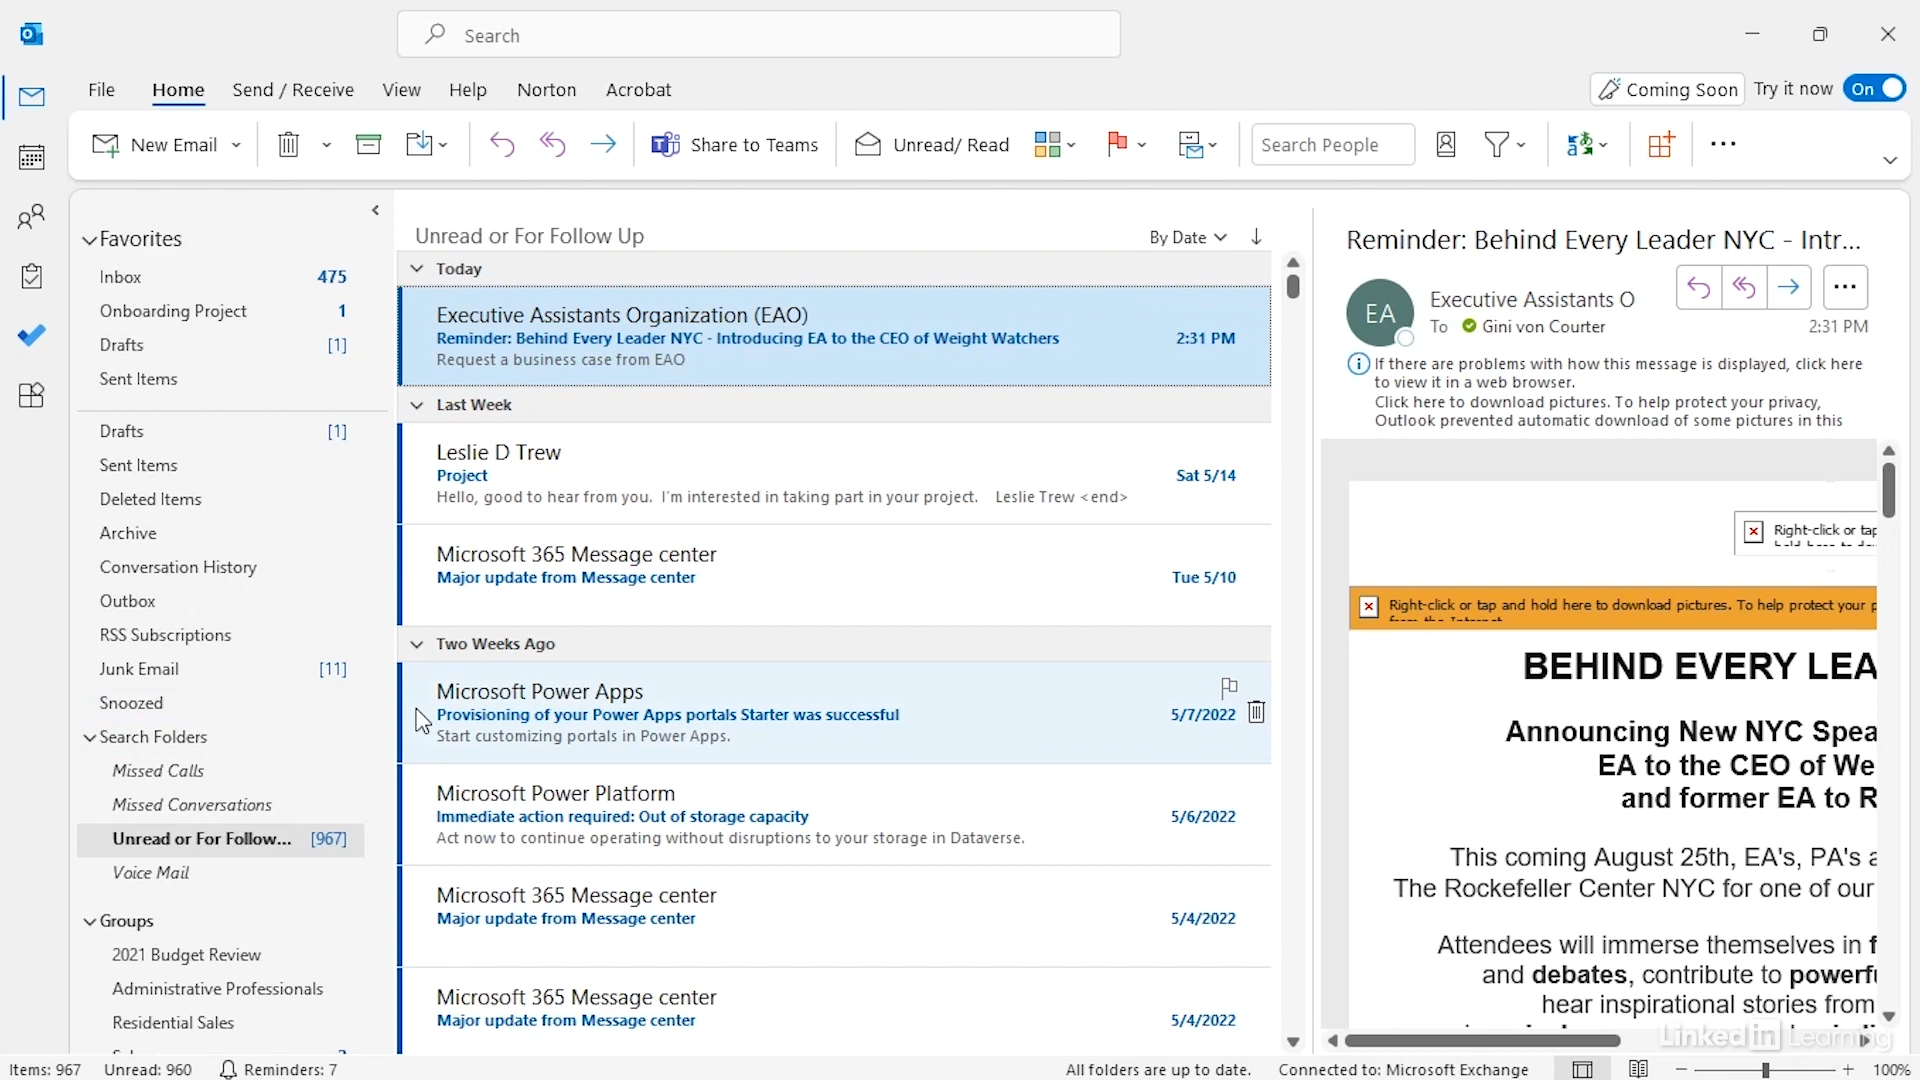 Search
File Home Send / Receive View Help Norton Acrobat
Coming Soon Try it now On
New Email Share to Teams Unread/ Read Search People
Favorites
Inbox 475
Onboarding Project 1
Drafts [1]
Sent Items
Drafts [1]
Sent Items
Deleted Items
Archive
Conversation History
Outbox
RSS Subscriptions
Junk Email [11]
Snoozed
Search Folders
Missed Calls
Missed Conversations
Unread or For Follow... [967]
Voice Mail
Groups
2021 Budget Review
Administrative Professionals
Residential Sales
Unread or For Follow Up By Date
Today
Executive Assistants Organization (EAO)
Reminder: Behind Every Leader NYC - Introducing EA to the CEO of Weight Watchers 2:31 PM
Request a business case from EAO
Last Week
Leslie D Trew
Project Sat 5/14
Hello, good to hear from you. I'm interested in taking part in your project. Leslie Trew <end>
Microsoft 365 Message center
Major update from Message center Tue 5/10
Two Weeks Ago
Microsoft Power Apps
Provisioning of your Power Apps portals Starter was successful 5/7/2022
Start customizing portals in Power Apps.
Microsoft Power Platform
Immediate action required: Out of storage capacity 5/6/2022
Act now to continue operating without disruptions to your storage in Dataverse.
Microsoft 365 Message center
Major update from Message center 5/4/2022
Microsoft 365 Message center
Major update from Message center 5/4/2022
Reminder: Behind Every Leader NYC - Intr...
EA Executive Assistants O
To Gini von Courter 2:31 PM
If there are problems with how this message is displayed, click here
to view it in a web browser.
Click here to download pictures. To help protect your privacy,
Outlook prevented automatic download of some pictures in this
Right-click or tap
Right-click or tap and hold here to download pictures. To help protect your p
BEHIND EVERY LEA
Announcing New NYC Spea
EA to the CEO of We
and former EA to R
This coming August 25th, EA's, PA's a
The Rockefeller Center NYC for one of our
Attendees will immerse themselves in f
and debates, contribute to powerfu
hear inspirational stories from
LinkedIn Learning
Items: 967 Unread: 960 Reminders: 7 All folders are up to date. Connected to: Microsoft Exchange 100%